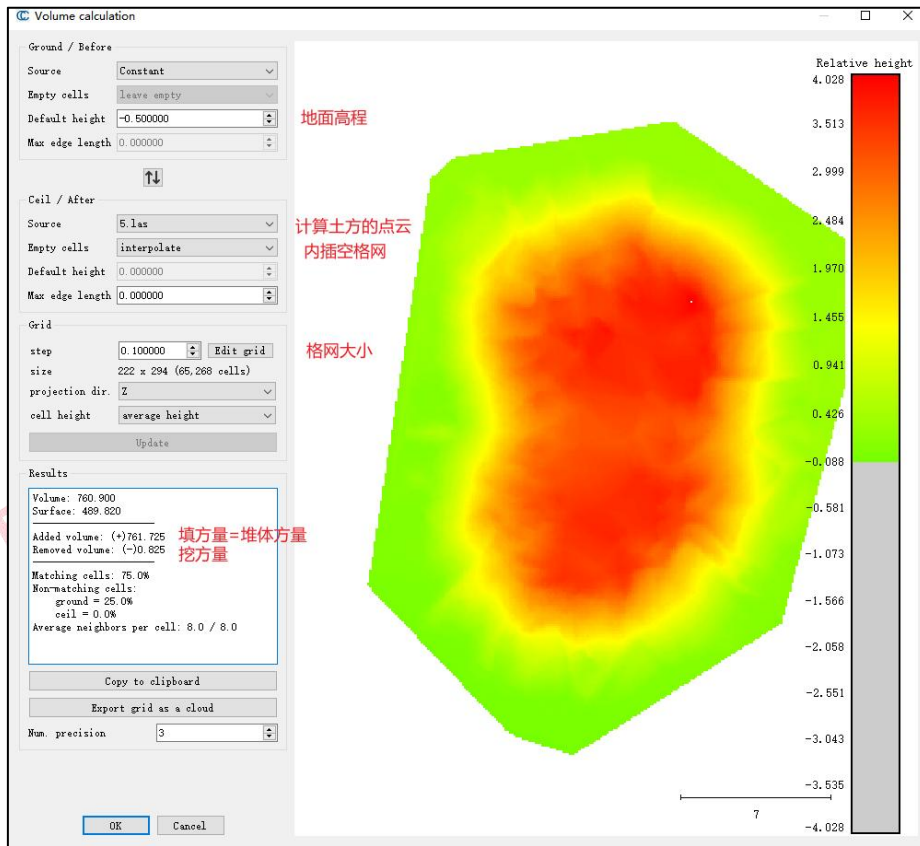 Volume calculation
Ground / Before
Source Constant
Empty cells leave empty
Default height -0.500000 地面高程
Max edge length 0.000000
Ceil / After
Source 5.las 计算土方的点云
Empty cells interpolate 内插空格网
Default height 0.000000
Max edge length 0.000000
Grid
step 0.100000 Edit grid 格网大小
size 222 x 294 (65,268 cells)
projection dir. Z
cell height average height
Update
Results
Volume: 760.900
Surface: 489.820
Added volume: (+)761.725 填方量=堆体方量
Removed volume: (-)0.825 挖方量
Matching cells: 75.0%
Non-matching cells:
ground = 25.0%
ceil = 0.0%
Average neighbors per cell: 8.0 / 8.0
Copy to clipboard
Export grid as a cloud
Num. precision 3
OK Cancel
Relative height
4.028
3.513
2.999
2.484
1.970
1.455
0.941
0.426
-0.088
-0.581
-1.073
-1.566
-2.058
-2.551
-3.043
-3.535
-4.028
7